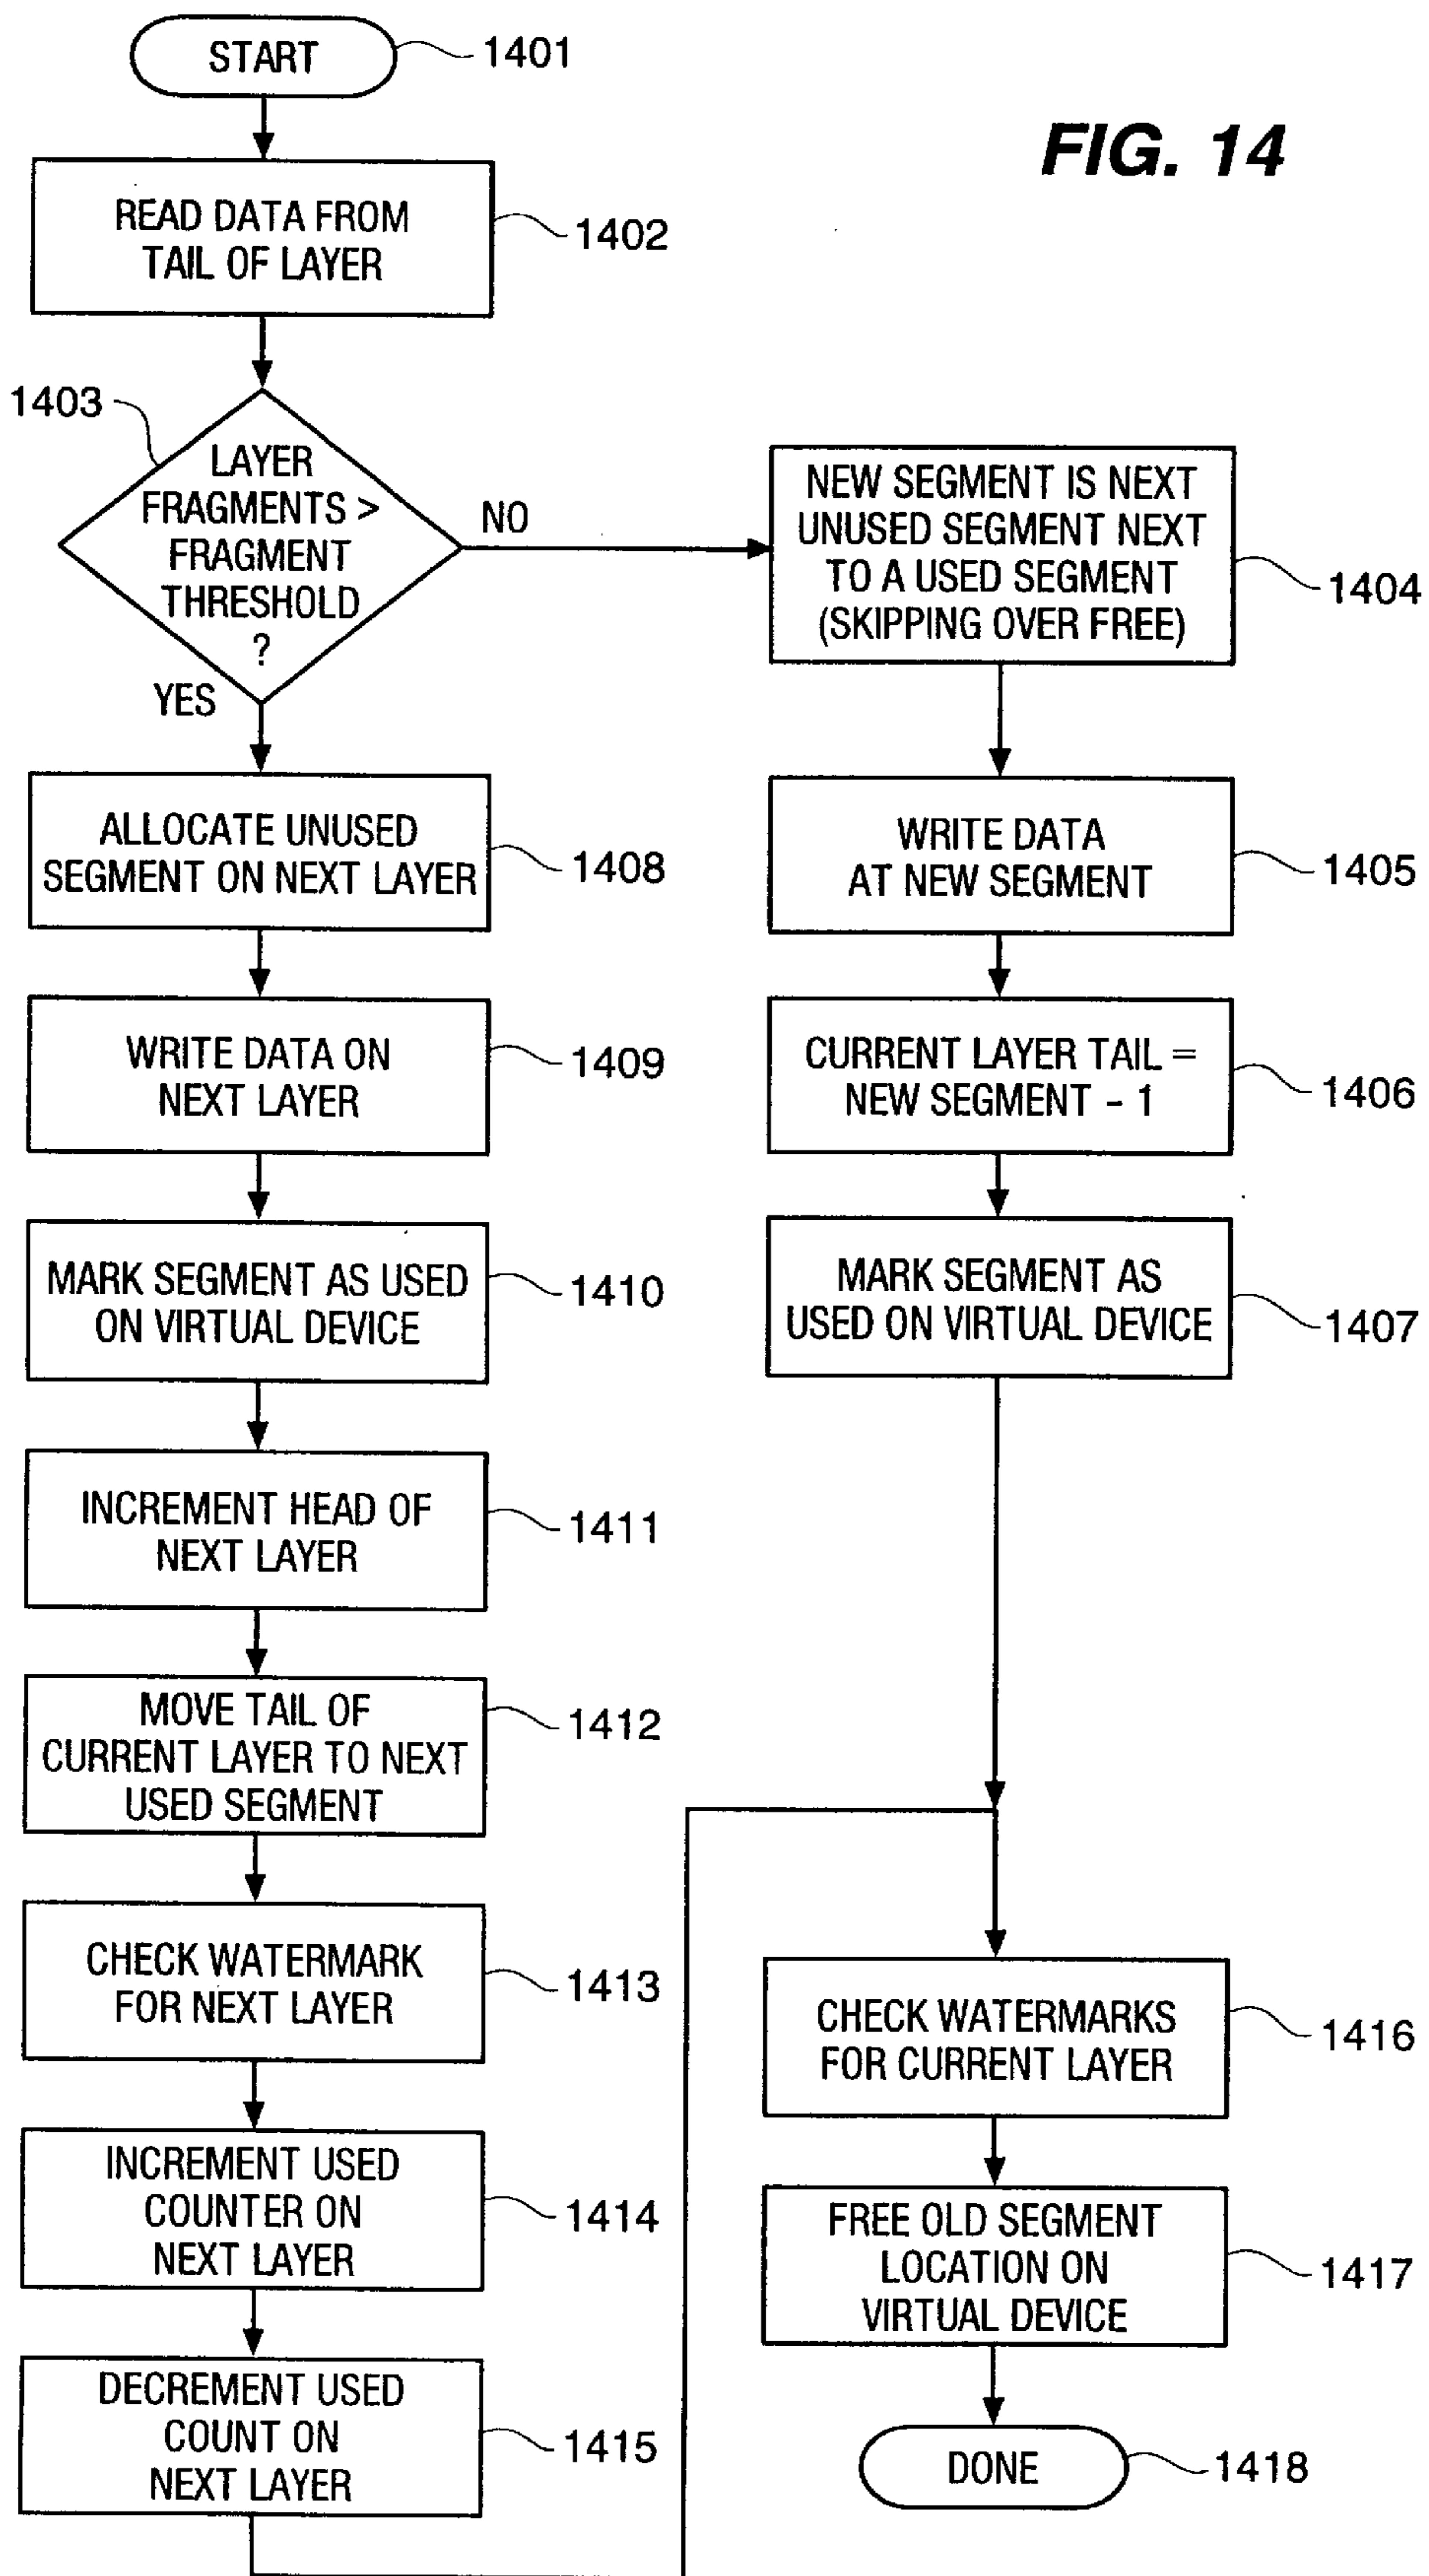 START
1401
FIG. 14
READ DATA FROM
TAIL OF LAYER
1402
1403
LAYER
FRAGMENTS >
FRAGMENT
THRESHOLD
?
NO
YES
NEW SEGMENT IS NEXT
UNUSED SEGMENT NEXT
TO A USED SEGMENT
(SKIPPING OVER FREE)
1404
WRITE DATA
AT NEW SEGMENT
1405
CURRENT LAYER TAIL =
NEW SEGMENT - 1
1406
MARK SEGMENT AS
USED ON VIRTUAL DEVICE
1407
ALLOCATE UNUSED
SEGMENT ON NEXT LAYER
1408
WRITE DATA ON
NEXT LAYER
1409
MARK SEGMENT AS USED
ON VIRTUAL DEVICE
1410
INCREMENT HEAD OF
NEXT LAYER
1411
MOVE TAIL OF
CURRENT LAYER TO NEXT
USED SEGMENT
1412
CHECK WATERMARK
FOR NEXT LAYER
1413
INCREMENT USED
COUNTER ON
NEXT LAYER
1414
DECREMENT USED
COUNT ON
NEXT LAYER
1415
CHECK WATERMARKS
FOR CURRENT LAYER
1416
FREE OLD SEGMENT
LOCATION ON
VIRTUAL DEVICE
1417
DONE
1418